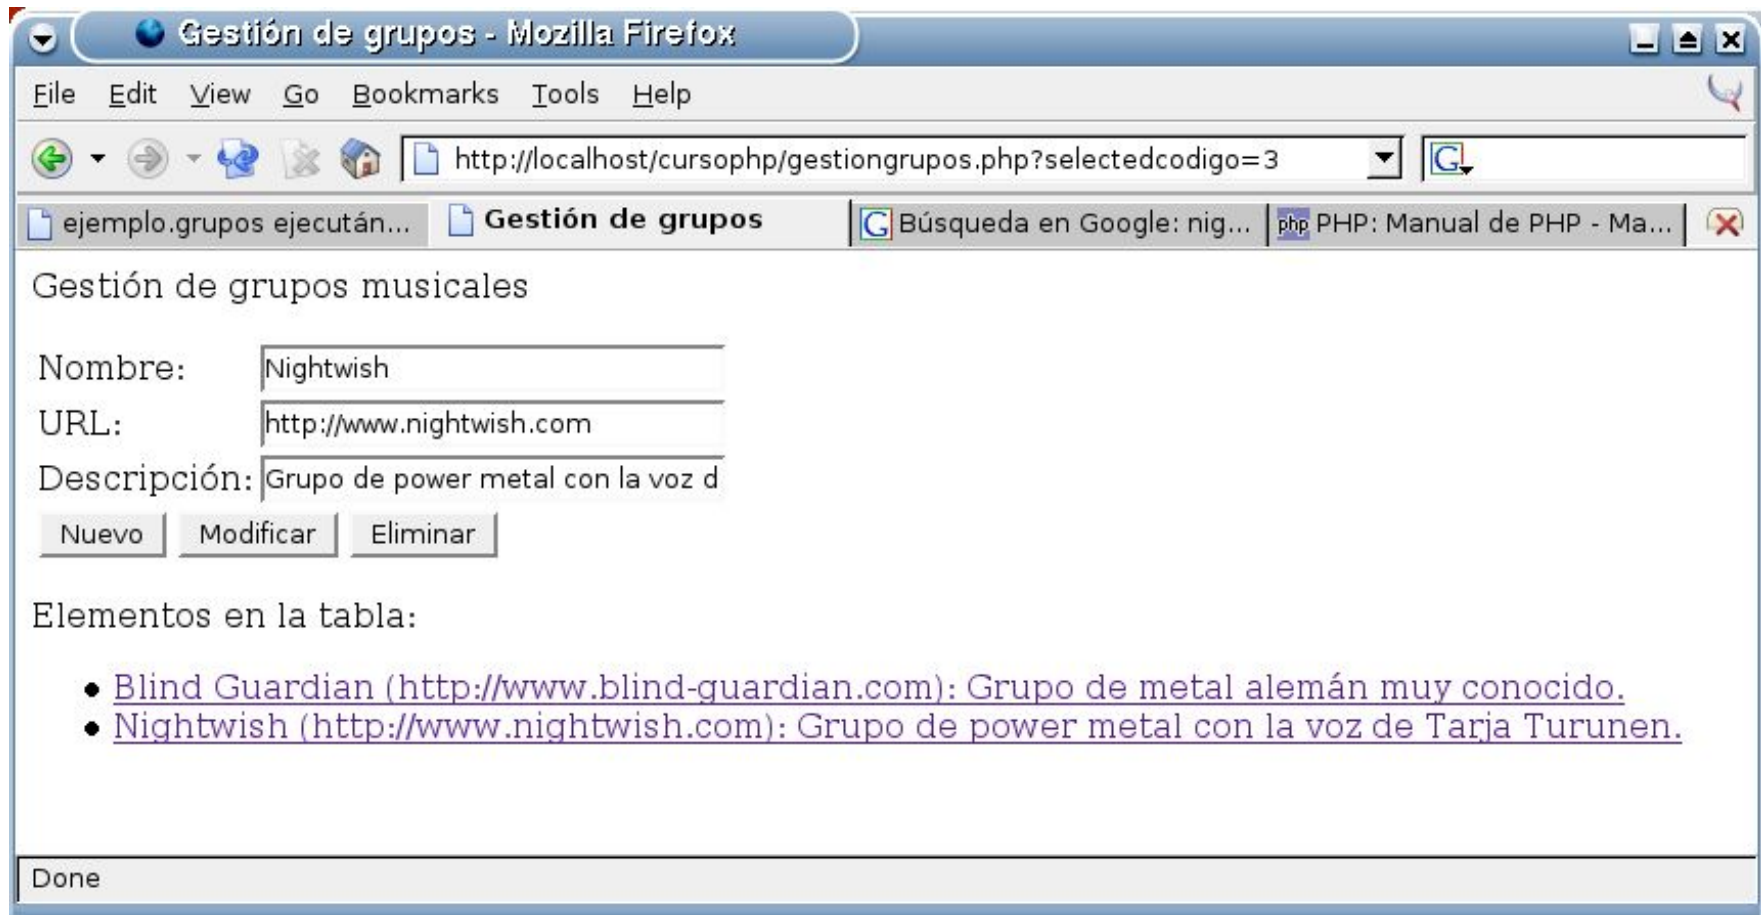 Gestión de grupos - Mozilla Firefox
File Edit View Go Bookmarks Tools Help
http://localhost/cursophp/gestiongrupos.php?selectedcodigo=3
ejemplo.grupos ejecután... Gestión de grupos Búsqueda en Google: nig... php PHP: Manual de PHP - Ma...
Gestión de grupos musicales
Nombre: Nightwish
URL: http://www.nightwish.com
Descripción: Grupo de power metal con la voz d
Nuevo Modificar Eliminar
Elementos en la tabla:
Blind Guardian (http://www.blind-guardian.com): Grupo de metal alemán muy conocido.
Nightwish (http://www.nightwish.com): Grupo de power metal con la voz de Tarja Turunen.
Done